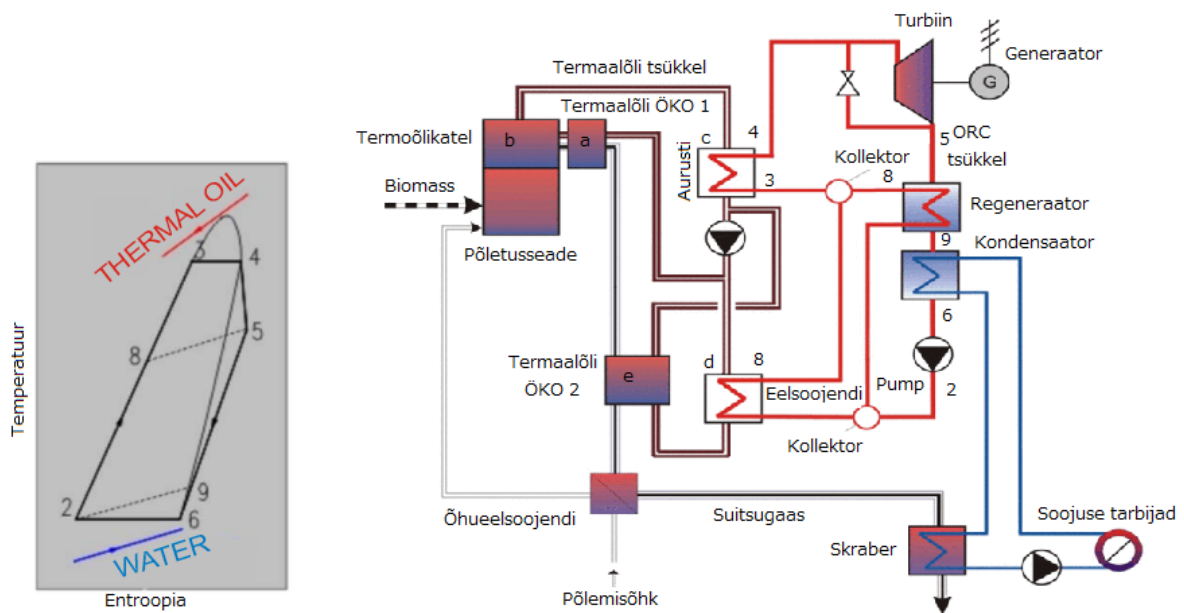 Temperatuur
THERMAL OIL
3
4
8
5
2
9
6
WATER
Entroopia
Turbiin
Generaator
G
Termaalõli tsükkel
Termaalõli ÖKO 1
Termoõlikatel
b
a
c
4
5
ORC
tsükkel
Kollektor
Aurusti
3
8
Biomass
Regeneraator
Põletusseade
9
Kondensaator
6
Termaalõli
ÖKO 2
e
d
8
Eelsoojendi
Pump
2
Kollektor
Õhueelsoojendi
Suitsugaas
Soojuse tarbijad
Skraber
Põlemisõhk